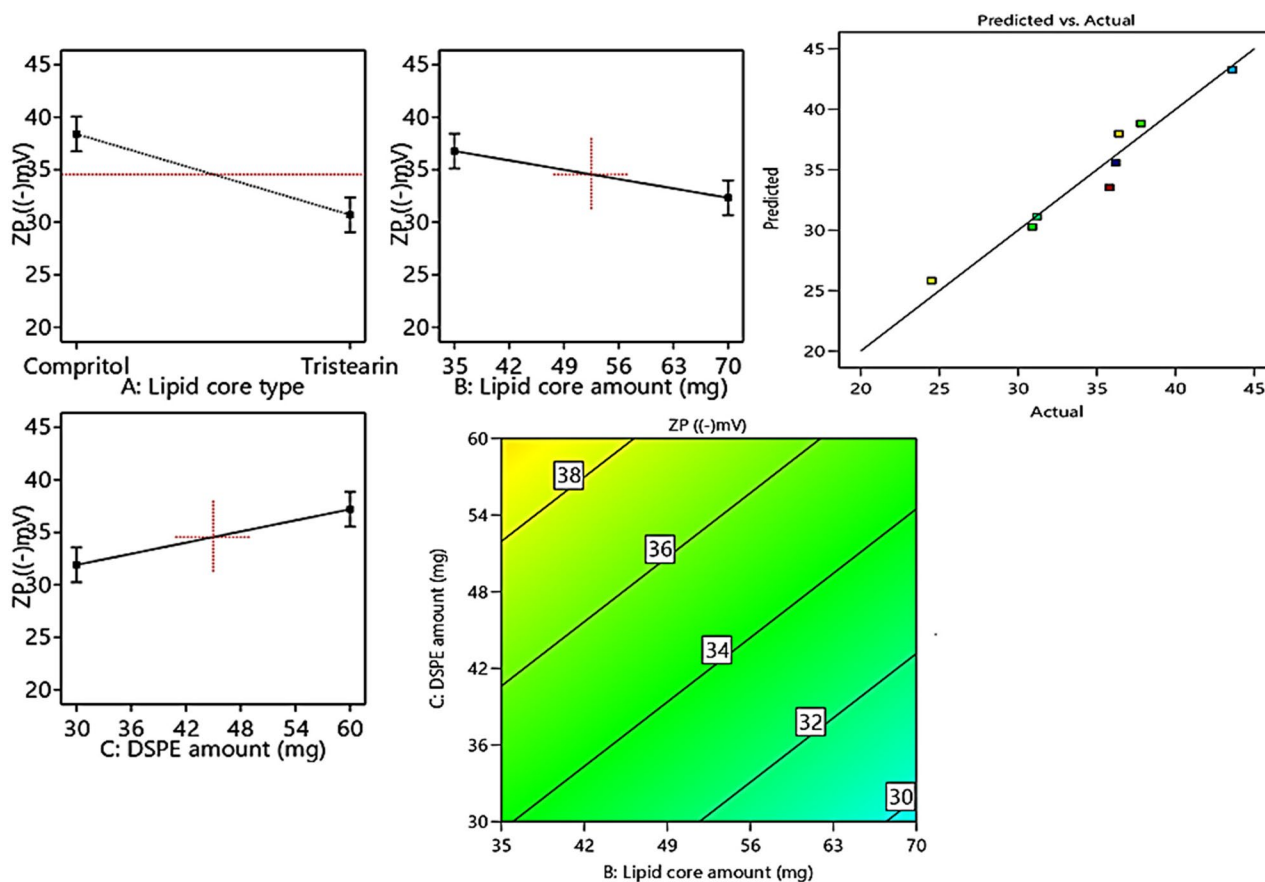 ZP ((-)mV)
45
40
35
30
25
20
Compritol Tristearin
A: Lipid core type
ZP ((-)mV)
45
40
35
30
25
20
35 42 49 56 63 70
B: Lipid core amount (mg)
Predicted vs. Actual
Predicted
45
40
35
30
25
20
20 25 30 35 40 45
Actual
ZP ((-)mV)
45
40
35
30
25
20
30 36 42 48 54 60
C: DSPE amount (mg)
ZP ((-)mV)
C: DSPE amount (mg)
60
54
48
42
36
30
38
36
34
32
30
35 42 49 56 63 70
B: Lipid core amount (mg)